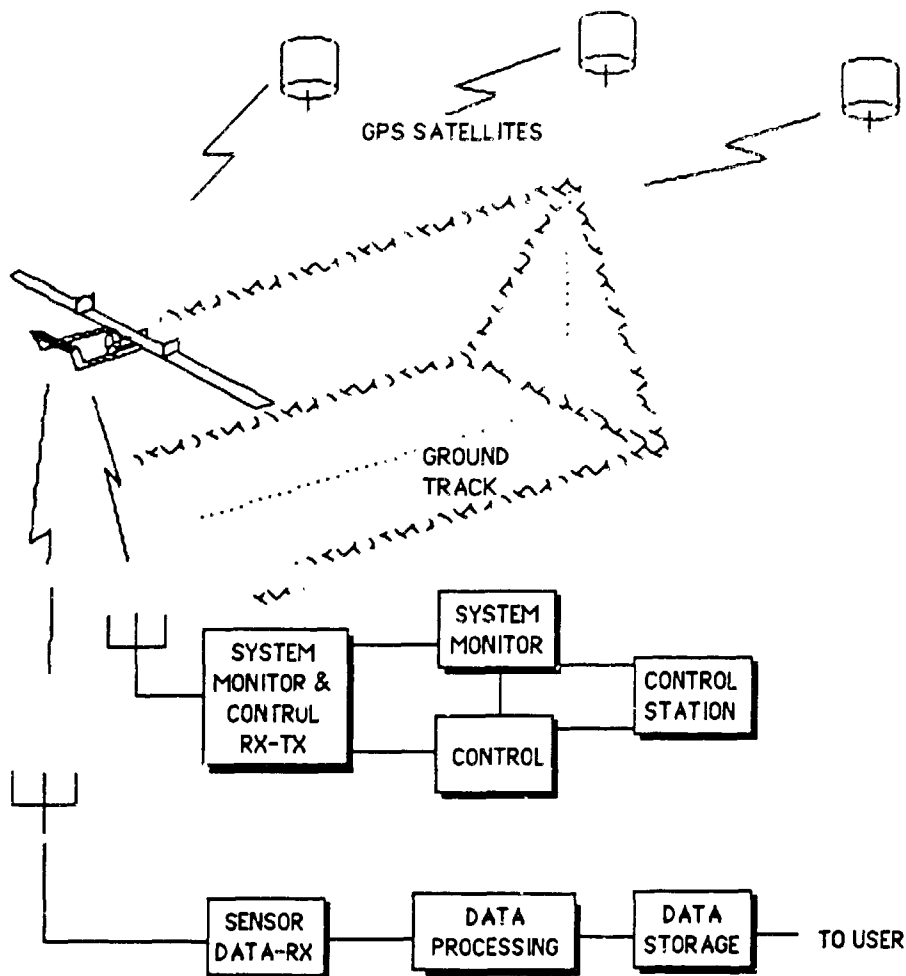 GPS SATELLITES
GROUND
TRACK
SYSTEM
MONITOR &
CONTROL
RX-TX
SYSTEM
MONITOR
CONTROL
CONTROL
STATION
SENSOR
DATA-RX
DATA
PROCESSING
DATA
STORAGE
TO USER